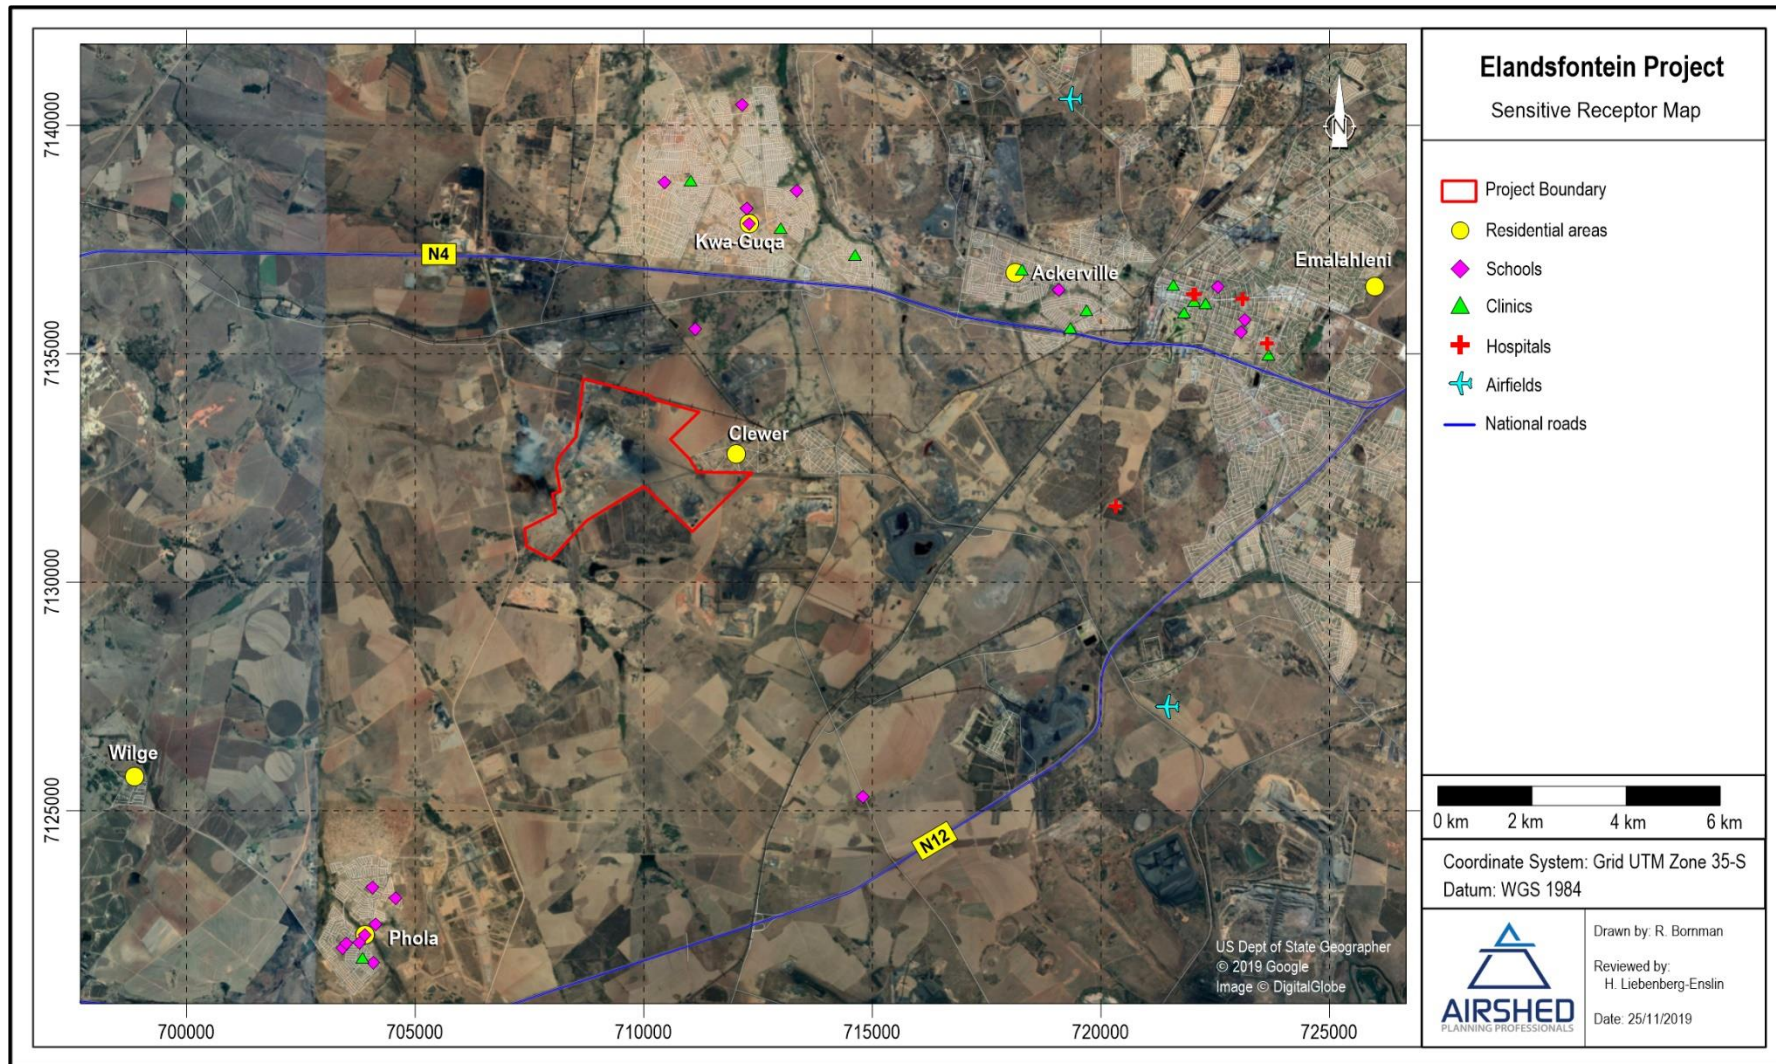 Elandsfontein Project
Sensitive Receptor Map
N
Project Boundary
Residential areas
Schools
Clinics
Hospitals
Airfields
National roads
0 km 2 km 4 km 6 km
Coordinate System: Grid UTM Zone 35-S
Datum: WGS 1984
AIRSHED
PLANNING PROFESSIONALS
Drawn by: R. Bornman
Reviewed by:
H. Liebenberg-Enslin
Date: 25/11/2019
7140000
7135000
7130000
7125000
700000 705000 710000 715000 720000 725000
N4
Kwa-Guqa
Ackerville
Emalahleni
Clewer
Wilge
N12
Phola
US Dept of State Geographer
© 2019 Google
Image © DigitalGlobe